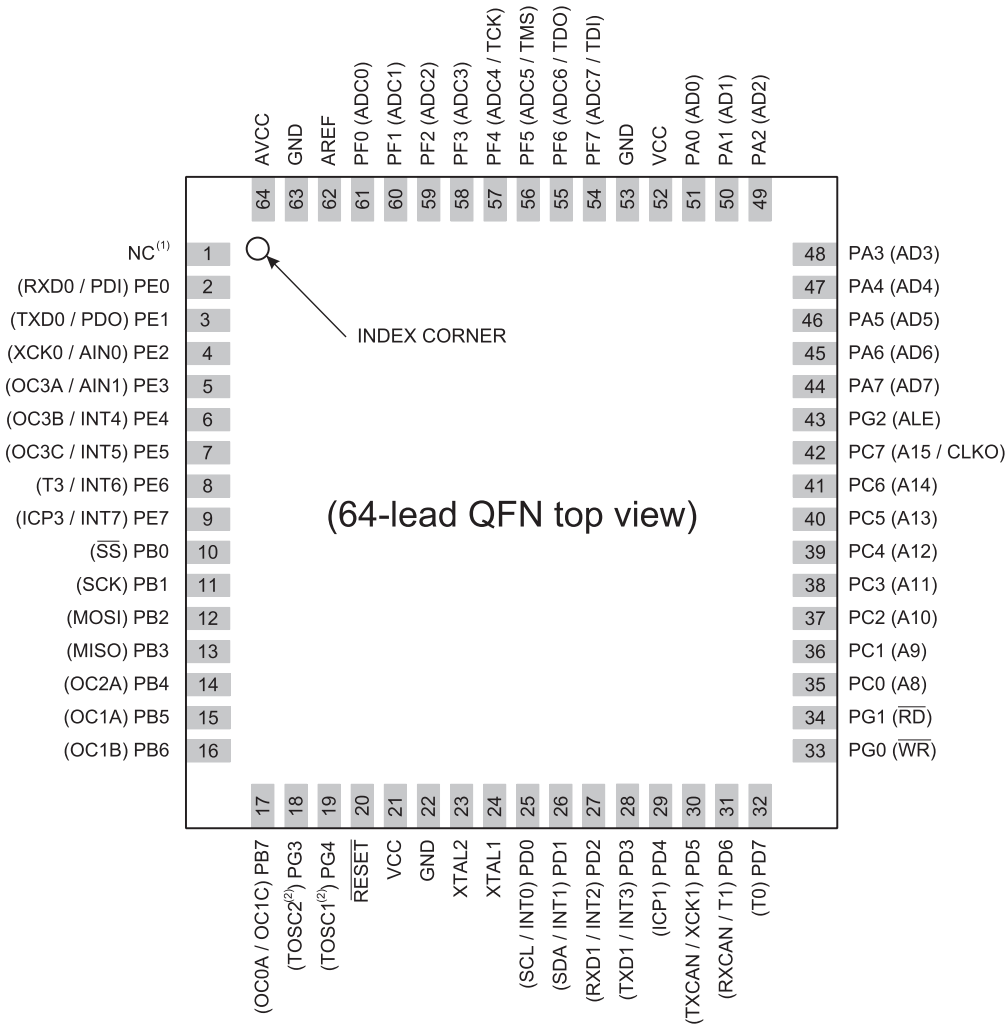 AVCC
GND
AREF
PF0 (ADC0)
PF1 (ADC1)
PF2 (ADC2)
PF3 (ADC3)
PF4 (ADC4 / TCK)
PF5 (ADC5 / TMS)
PF6 (ADC6 / TDO)
PF7 (ADC7 / TDI)
GND
VCC
PA0 (AD0)
PA1 (AD1)
PA2 (AD2)
64
63
62
61
60
59
58
57
56
55
54
53
52
51
50
49
NC(1) 1
(RXD0 / PDI) PE0 2
(TXD0 / PDO) PE1 3
(XCK0 / AIN0) PE2 4
(OC3A / AIN1) PE3 5
(OC3B / INT4) PE4 6
(OC3C / INT5) PE5 7
(T3 / INT6) PE6 8
(ICP3 / INT7) PE7 9
(S̅S̅) PB0 10
(SCK) PB1 11
(MOSI) PB2 12
(MISO) PB3 13
(OC2A) PB4 14
(OC1A) PB5 15
(OC1B) PB6 16
INDEX CORNER
(64-lead QFN top view)
48 PA3 (AD3)
47 PA4 (AD4)
46 PA5 (AD5)
45 PA6 (AD6)
44 PA7 (AD7)
43 PG2 (ALE)
42 PC7 (A15 / CLKO)
41 PC6 (A14)
40 PC5 (A13)
39 PC4 (A12)
38 PC3 (A11)
37 PC2 (A10)
36 PC1 (A9)
35 PC0 (A8)
34 PG1 (R̅D̅)
33 PG0 (W̅R̅)
17
18
19
20
21
22
23
24
25
26
27
28
29
30
31
32
(OC0A / OC1C) PB7
(TOSC2(2)) PG3
(TOSC1(2)) PG4
R̅E̅S̅E̅T̅
VCC
GND
XTAL2
XTAL1
(SCL / INT0) PD0
(SDA / INT1) PD1
(RXD1 / INT2) PD2
(TXD1 / INT3) PD3
(ICP1) PD4
(TXCAN / XCK1) PD5
(RXCAN / T1) PD6
(T0) PD7